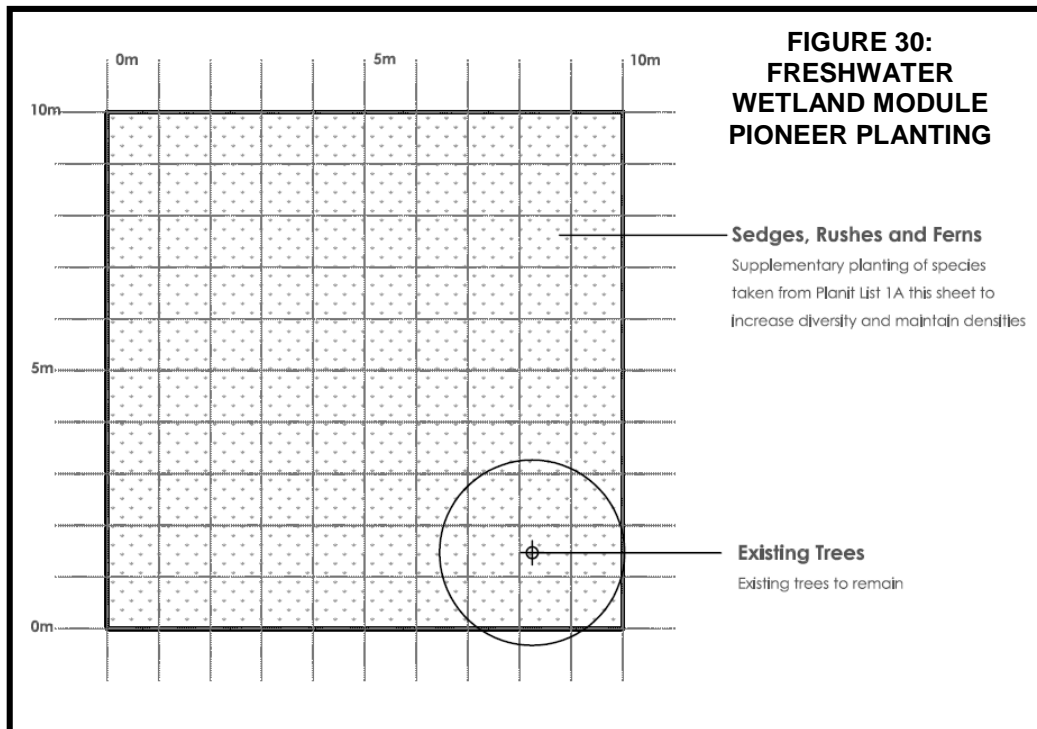 FIGURE 30:
FRESHWATER
WETLAND MODULE
PIONEER PLANTING
0m
5m
10m
10m
5m
0m
Sedges, Rushes and Ferns
Supplementary planting of species
taken from Planit List 1A this sheet to
increase diversity and maintain densities
Existing Trees
Existing trees to remain